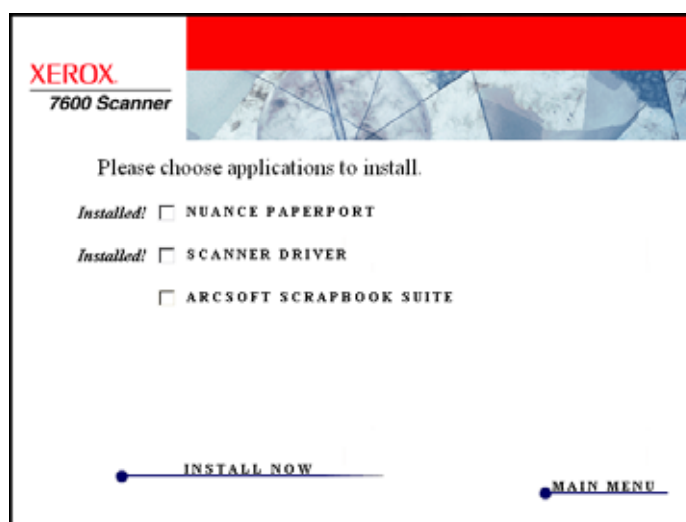 XEROX.
7600 Scanner
Please choose applications to install.
Installed! NUANCE PAPERPORT
Installed! SCANNER DRIVER
ARCSOFT SCRAPBOOK SUITE
INSTALL NOW
MAIN MENU